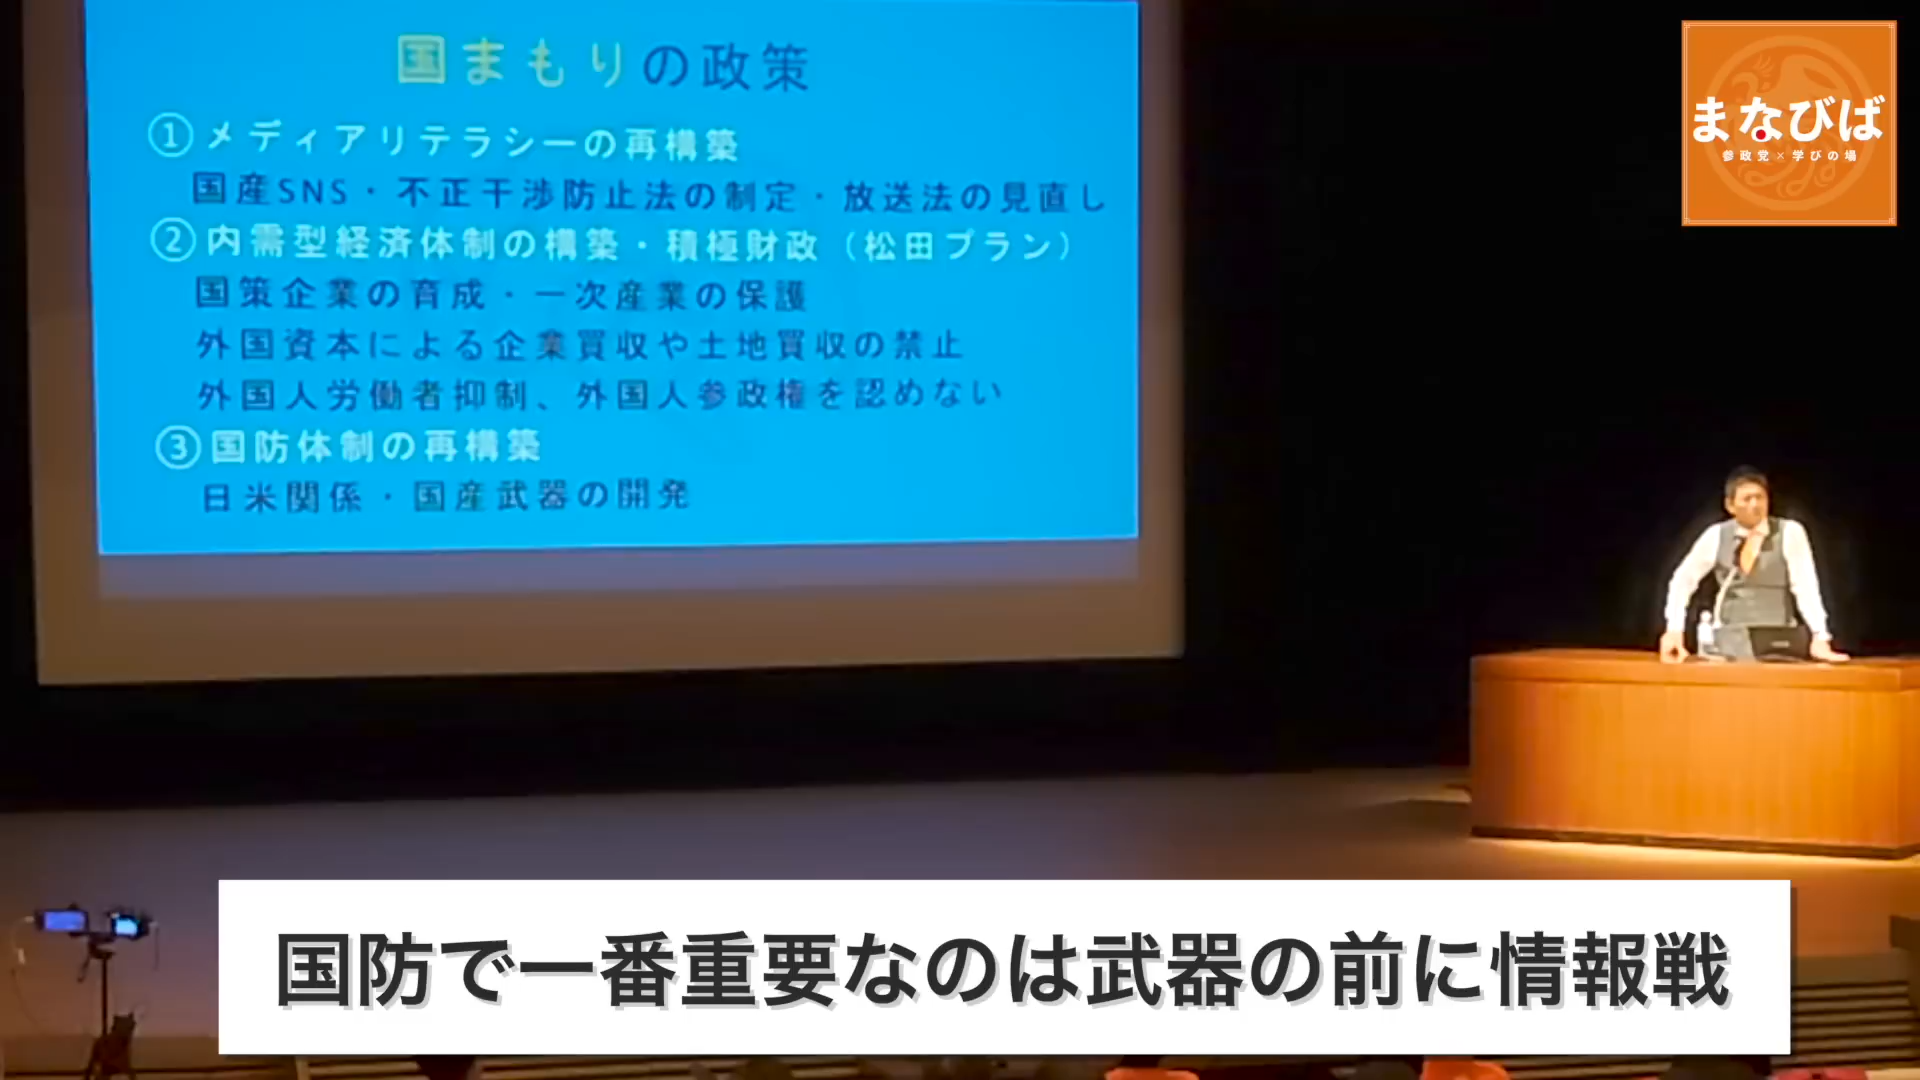 国まもりの政策
①メディアリテラシーの再構築
国産SNS・不正干渉防止法の制定・放送法の見直し
②内需型経済体制の構築・積極財政（松田プラン）
国策企業の育成・一次産業の保護
外国資本による企業買収や土地買収の禁止
外国人労働者抑制、外国人参政権を認めない
③国防体制の再構築
日米関係・国産武器の開発
まなびば
参政党×学びの場
国防で一番重要なのは武器の前に情報戦